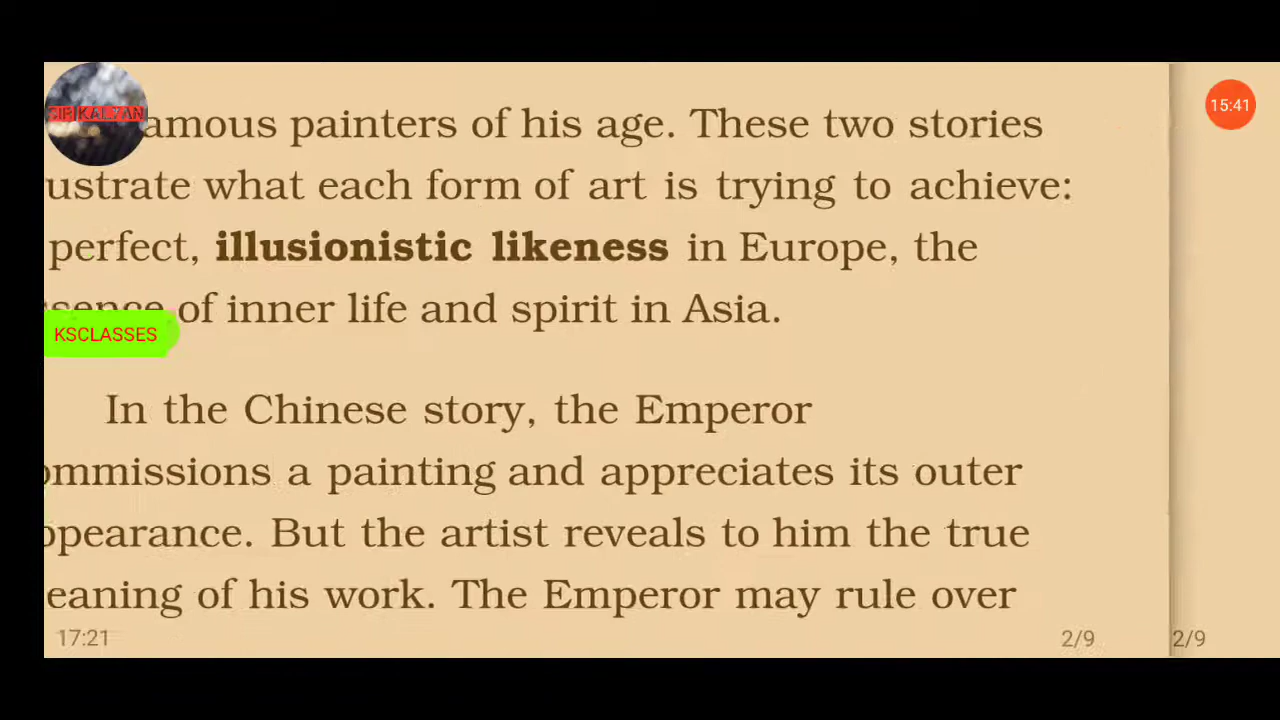 amous painters of his age. These two stories
ustrate what each form of art is trying to achieve:
perfect, illusionistic likeness in Europe, the
of inner life and spirit in Asia.
KSCLASSES
In the Chinese story, the Emperor
ommissions a painting and appreciates its outer
ppearance. But the artist reveals to him the true
eaning of his work. The Emperor may rule over
17:21
2/9
2/9
15:41